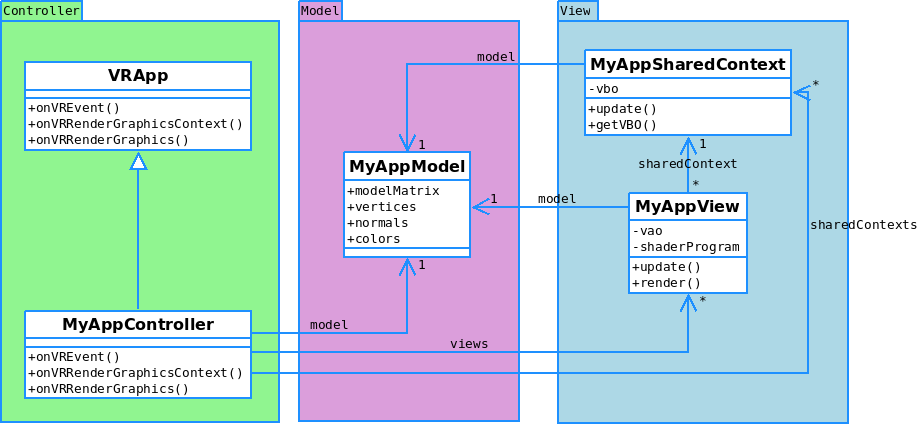 Controller
VRApp
+onVREvent()
+onVRRenderGraphicsContext()
+onVRRenderGraphics()
MyAppController
+onVREvent()
+onVRRenderGraphicsContext()
+onVRRenderGraphics()
Model
model
1
MyAppModel
+modelMatrix
+vertices
+normals
+colors
1
model
1
model
views
View
MyAppSharedContext
-vbo
+update()
+getVBO()
*
1
sharedContext
*
MyAppView
-vao
-shaderProgram
+update()
+render()
*
sharedContexts